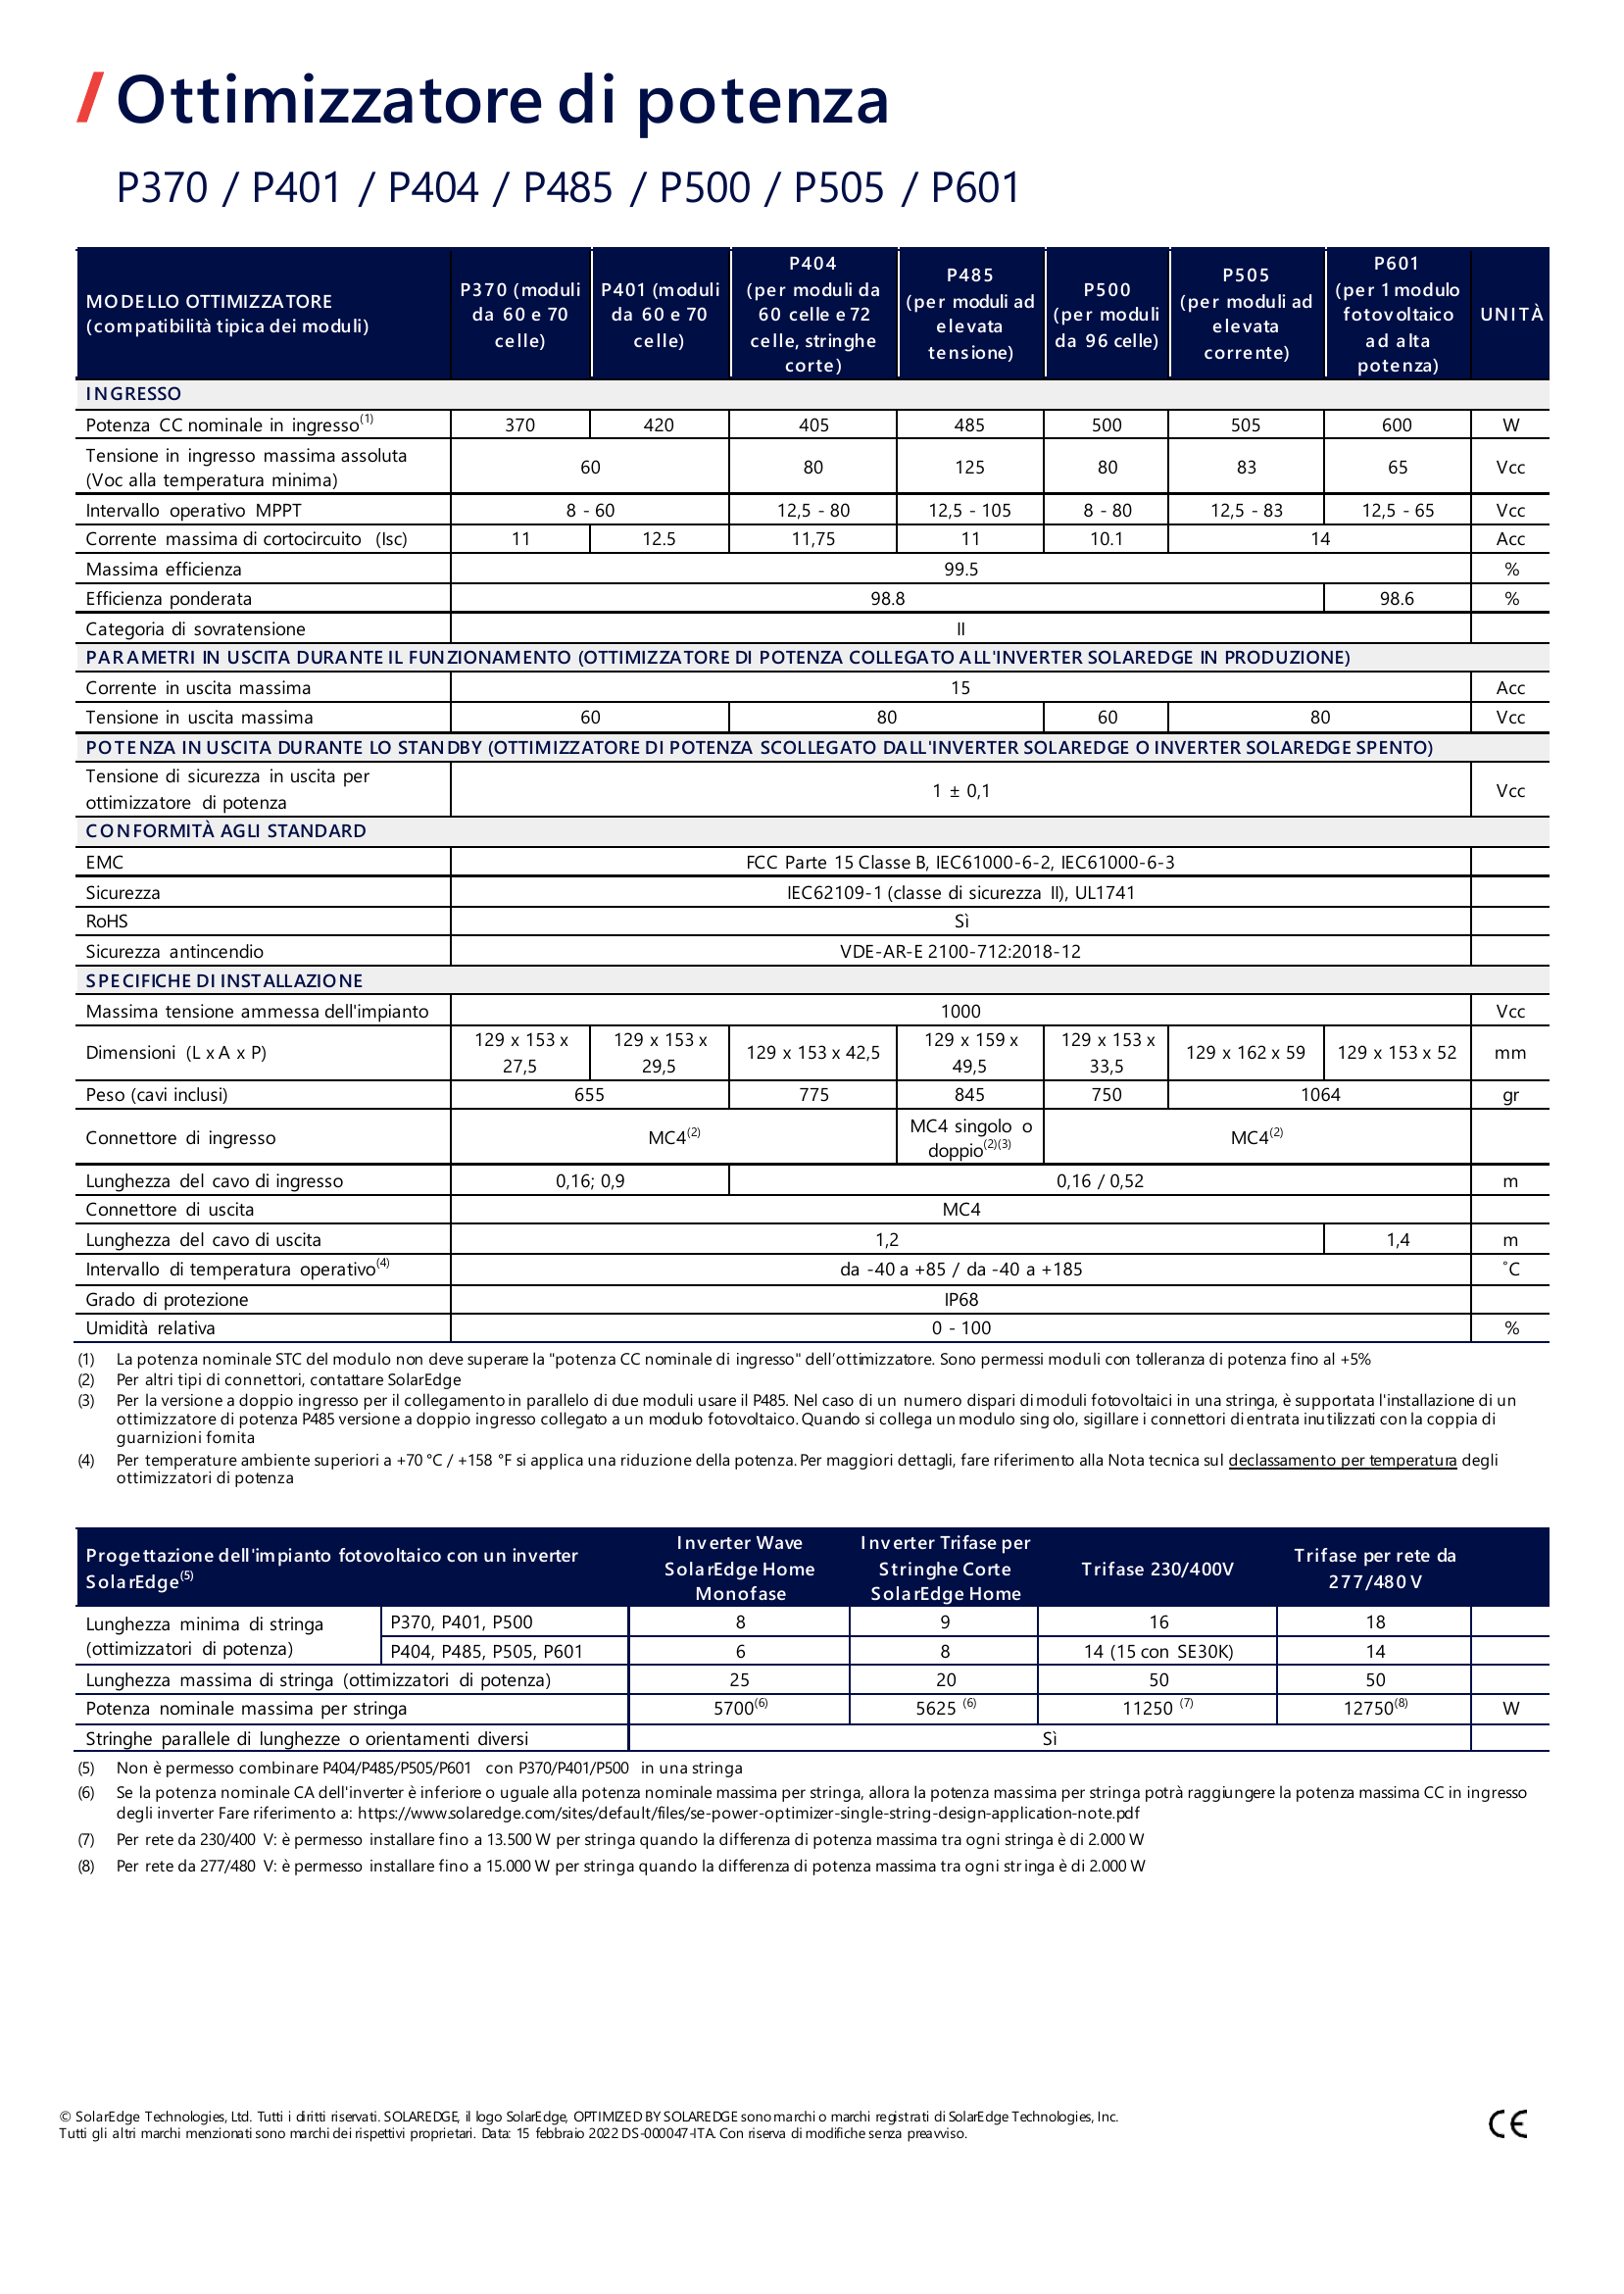 Ottimizzatore di potenza
P370 / P401 / P404 / P485 / P500 / P505 / P601
MODELLO OTTIMIZZATORE
(compatibilità tipica dei moduli)
P370 (moduli
da 60 e 70
celle)
P401 (moduli
da 60 e 70
celle)
P404
(per moduli da
60 celle e 72
celle, stringhe
corte)
P485
(per moduli ad
elevata
tensione)
P500
(per moduli
da 96 celle)
P505
(per moduli ad
elevata
corrente)
P601
(per 1 modulo
fotovoltaico
ad alta
potenza)
UNITÀ
INGRESSO
Potenza CC nominale in ingresso(1) 370 420 405 485 500 505 600 W
Tensione in ingresso massima assoluta
(Voc alla temperatura minima)
60 80 125 80 83 65 Vcc
Intervallo operativo MPPT 8 - 60 12,5 - 80 12,5 - 105 8 - 80 12,5 - 83 12,5 - 65 Vcc
Corrente massima di cortocircuito (Isc) 11 12.5 11,75 11 10.1 14 Acc
Massima efficienza 99.5 %
Efficienza ponderata 98.8 98.6 %
Categoria di sovratensione II
PARAMETRI IN USCITA DURANTE IL FUNZIONAMENTO (OTTIMIZZATORE DI POTENZA COLLEGATO ALL'INVERTER SOLAREDGE IN PRODUZIONE)
Corrente in uscita massima 15 Acc
Tensione in uscita massima 60 80 60 80 Vcc
POTENZA IN USCITA DURANTE LO STANDBY (OTTIMIZZATORE DI POTENZA SCOLLEGATO DALL'INVERTER SOLAREDGE O INVERTER SOLAREDGE SPENTO)
Tensione di sicurezza in uscita per
ottimizzatore di potenza
1 ± 0,1 Vcc
CONFORMITÀ AGLI STANDARD
EMC FCC Parte 15 Classe B, IEC61000-6-2, IEC61000-6-3
Sicurezza IEC62109-1 (classe di sicurezza II), UL1741
RoHS Sì
Sicurezza antincendio VDE-AR-E 2100-712:2018-12
SPECIFICHE DI INSTALLAZIONE
Massima tensione ammessa dell'impianto 1000 Vcc
Dimensioni (L x A x P)
129 x 153 x
27,5
129 x 153 x
29,5
129 x 153 x 42,5
129 x 159 x
49,5
129 x 153 x
33,5
129 x 162 x 59
129 x 153 x 52
mm
Peso (cavi inclusi) 655 775 845 750 1064 gr
Connettore di ingresso
MC4(2)
MC4 singolo o
doppio(2)(3)
MC4(2)
Lunghezza del cavo di ingresso 0,16; 0,9 0,16 / 0,52 m
Connettore di uscita MC4
Lunghezza del cavo di uscita 1,2 1,4 m
Intervallo di temperatura operativo(4) da -40 a +85 / da -40 a +185 ˚C
Grado di protezione IP68
Umidità relativa 0 - 100 %
(1) La potenza nominale STC del modulo non deve superare la "potenza CC nominale di ingresso" dell’ottimizzatore. Sono permessi moduli con tolleranza di potenza fino al +5%
(2) Per altri tipi di connettori, contattare SolarEdge
(3) Per la versione a doppio ingresso per il collegamento in parallelo di due moduli usare il P485. Nel caso di un numero dispari di moduli fotovoltaici in una stringa, è supportata l'installazione di un
ottimizzatore di potenza P485 versione a doppio ingresso collegato a un modulo fotovoltaico. Quando si collega un modulo sing olo, sigillare i connettori di entrata inutilizzati con la coppia di
guarnizioni fornita
(4) Per temperature ambiente superiori a +70 °C / +158 °F si applica una riduzione della potenza. Per maggiori dettagli, fare riferimento alla Nota tecnica sul declassamento per temperatura degli
ottimizzatori di potenza
Progettazione dell'impianto fotovoltaico con un inverter
SolarEdge(5)
Inverter Wave
SolarEdge Home
Monofase
Inverter Trifase per
Stringhe Corte
SolarEdge Home
Trifase 230/400V
Trifase per rete da
277/480 V
Lunghezza minima di stringa
(ottimizzatori di potenza)
P370, P401, P500 8 9 16 18
P404, P485, P505, P601 6 8 14 (15 con SE30K) 14
Lunghezza massima di stringa (ottimizzatori di potenza) 25 20 50 50
Potenza nominale massima per stringa 5700(6) 5625 (6) 11250 (7) 12750(8) W
Stringhe parallele di lunghezze o orientamenti diversi Sì
(5) Non è permesso combinare P404/P485/P505/P601 con P370/P401/P500 in una stringa
(6) Se la potenza nominale CA dell'inverter è inferiore o uguale alla potenza nominale massima per stringa, allora la potenza massima per stringa potrà raggiungere la potenza massima CC in ingresso
degli inverter Fare riferimento a: https://www.solaredge.com/sites/default/files/se-power-optimizer-single-string-design-application-note.pdf
(7) Per rete da 230/400 V: è permesso installare fino a 13.500 W per stringa quando la differenza di potenza massima tra ogni stringa è di 2.000 W
(8) Per rete da 277/480 V: è permesso installare fino a 15.000 W per stringa quando la differenza di potenza massima tra ogni stringa è di 2.000 W
© SolarEdge Technologies, Ltd. Tutti i diritti riservati. SOLAREDGE, il logo SolarEdge, OPTIMIZED BY SOLAREDGE sono marchi o marchi registrati di SolarEdge Technologies, Inc.
Tutti gli altri marchi menzionati sono marchi dei rispettivi proprietari. Data: 15 febbraio 2022 DS-000047-ITA. Con riserva di modifiche senza preavviso.
CE